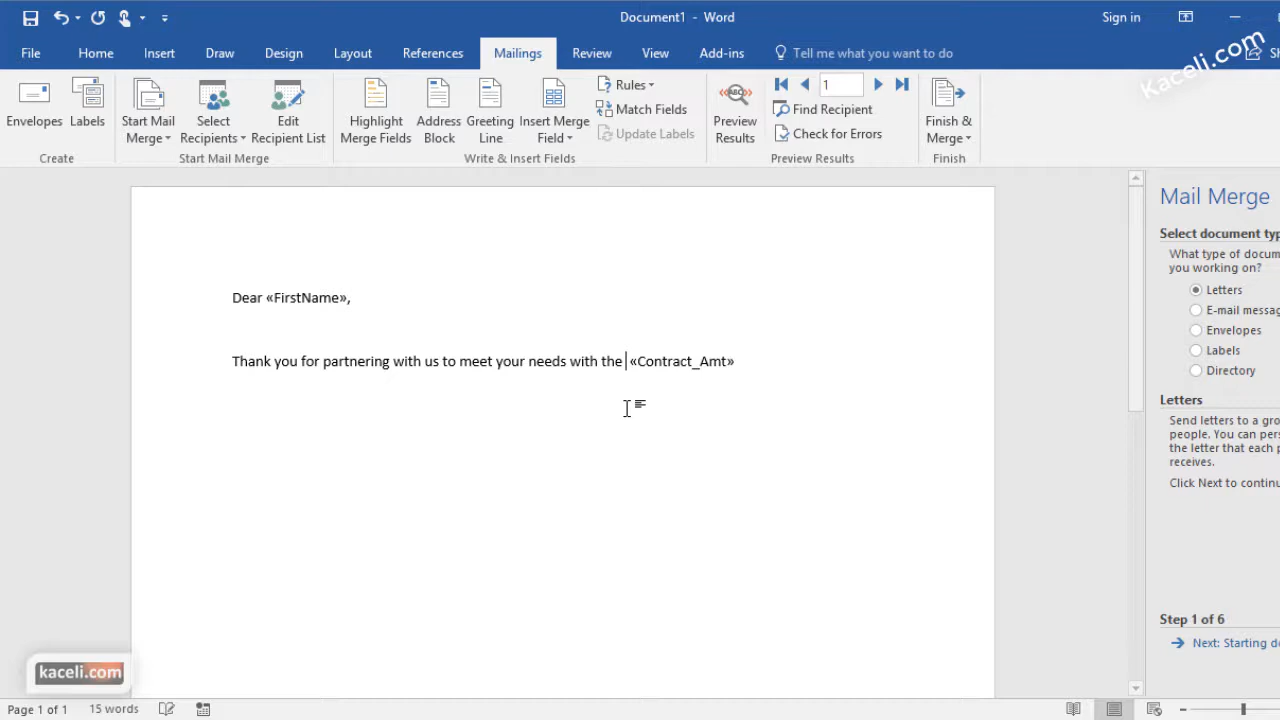 Document1 - Word
Sign in
File
Home
Insert
Draw
Design
Layout
References
Mailings
Review
View
Add-ins
Tell me what you want to do
Sh
Kaceli.com
Envelopes
Labels
Create
Start Mail
Merge
Select
Recipients
Edit
Recipient List
Start Mail Merge
Highlight
Merge Fields
Address
Block
Greeting
Line
Insert Merge
Field
Rules
Match Fields
Update Labels
Write & Insert Fields
ABC
Preview
Results
1
Find Recipient
Check for Errors
Preview Results
Finish &
Merge
Finish
Dear «FirstName»,
Thank you for partnering with us to meet your needs with the «Contract_Amt»
Mail Merge
Select document typ
What type of docum
you working on?
Letters
E-mail messag
Envelopes
Labels
Directory
Letters
Send letters to a gro
people. You can pers
the letter that each p
receives.
Click Next to continu
Step 1 of 6
Next: Starting do
kaceli.com
Page 1 of 1
15 words